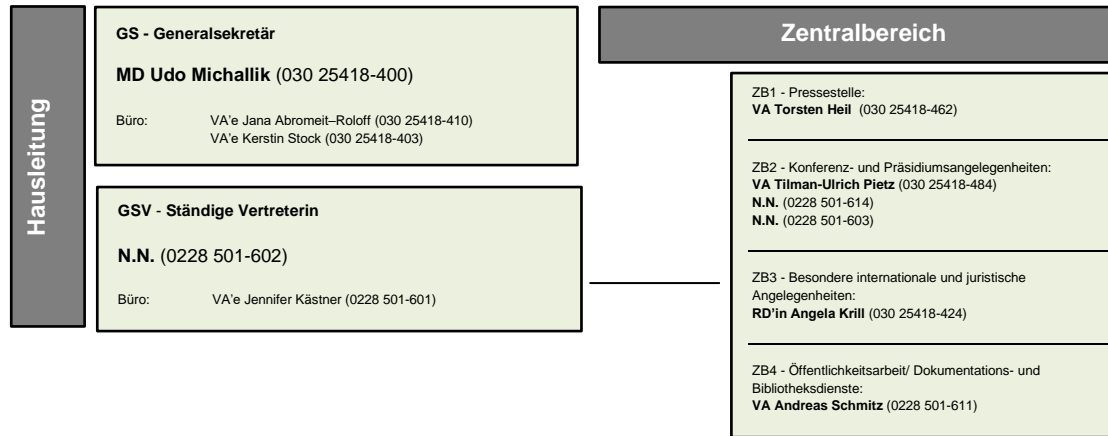 Hausleitung
GS - Generalsekretär
MD Udo Michallik (030 25418-400)
Büro: VA'e Jana Abromeit–Roloff (030 25418-410)
VA'e Kerstin Stock (030 25418-403)
GSV - Ständige Vertreterin
N.N. (0228 501-602)
Büro: VA'e Jennifer Kästner (0228 501-601)
Zentralbereich
ZB1 - Pressestelle:
VA Torsten Heil (030 25418-462)
ZB2 - Konferenz- und Präsidiumsangelegenheiten:
VA Tilman-Ulrich Pietz (030 25418-484)
N.N. (0228 501-614)
N.N. (0228 501-603)
ZB3 - Besondere internationale und juristische
Angelegenheiten:
RD'in Angela Krill (030 25418-424)
ZB4 - Öffentlichkeitsarbeit/ Dokumentations- und
Bibliotheksdienste:
VA Andreas Schmitz (0228 501-611)